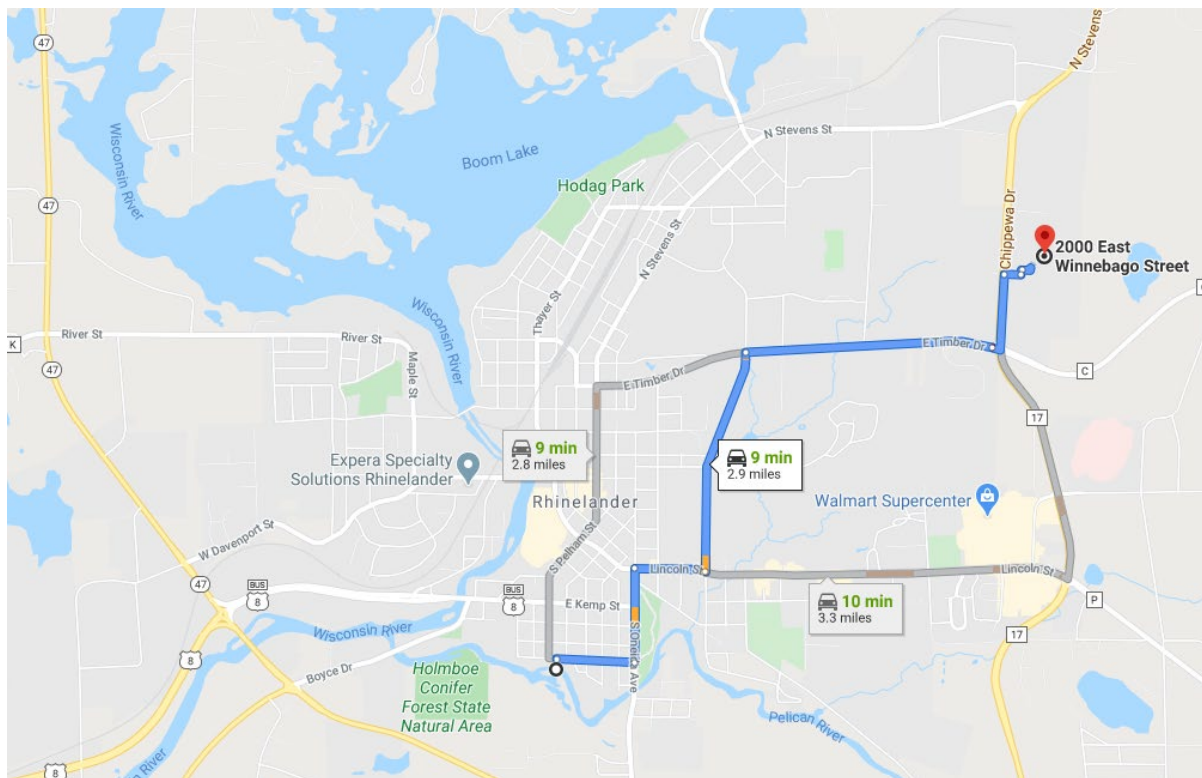 47
N Stevens
Wisconsin River
Boom Lake
N Stevens St
Hodag Park
47
Chippewa Dr
2000 East
Winnebago Street
N Stevens St
Thayer St
Wisconsin River
K
River St
River St
E Timber Dr
C
47
Maple St
E Timber Dr
17
9 min
2.8 miles
9 min
2.9 miles
Expera Specialty
Solutions Rhinelander
Walmart Supercenter
Rhinelander
S Pelham St
W Davenport St
Lincoln St
Lincoln St
47
BUS
8
BUS
8
E Kemp St
10 min
3.3 miles
P
Wisconsin River
S Oneida Ave
17
8
Boyce Dr
Holmboe
Conifer
Forest State
Natural Area
Pelican River
8
n River